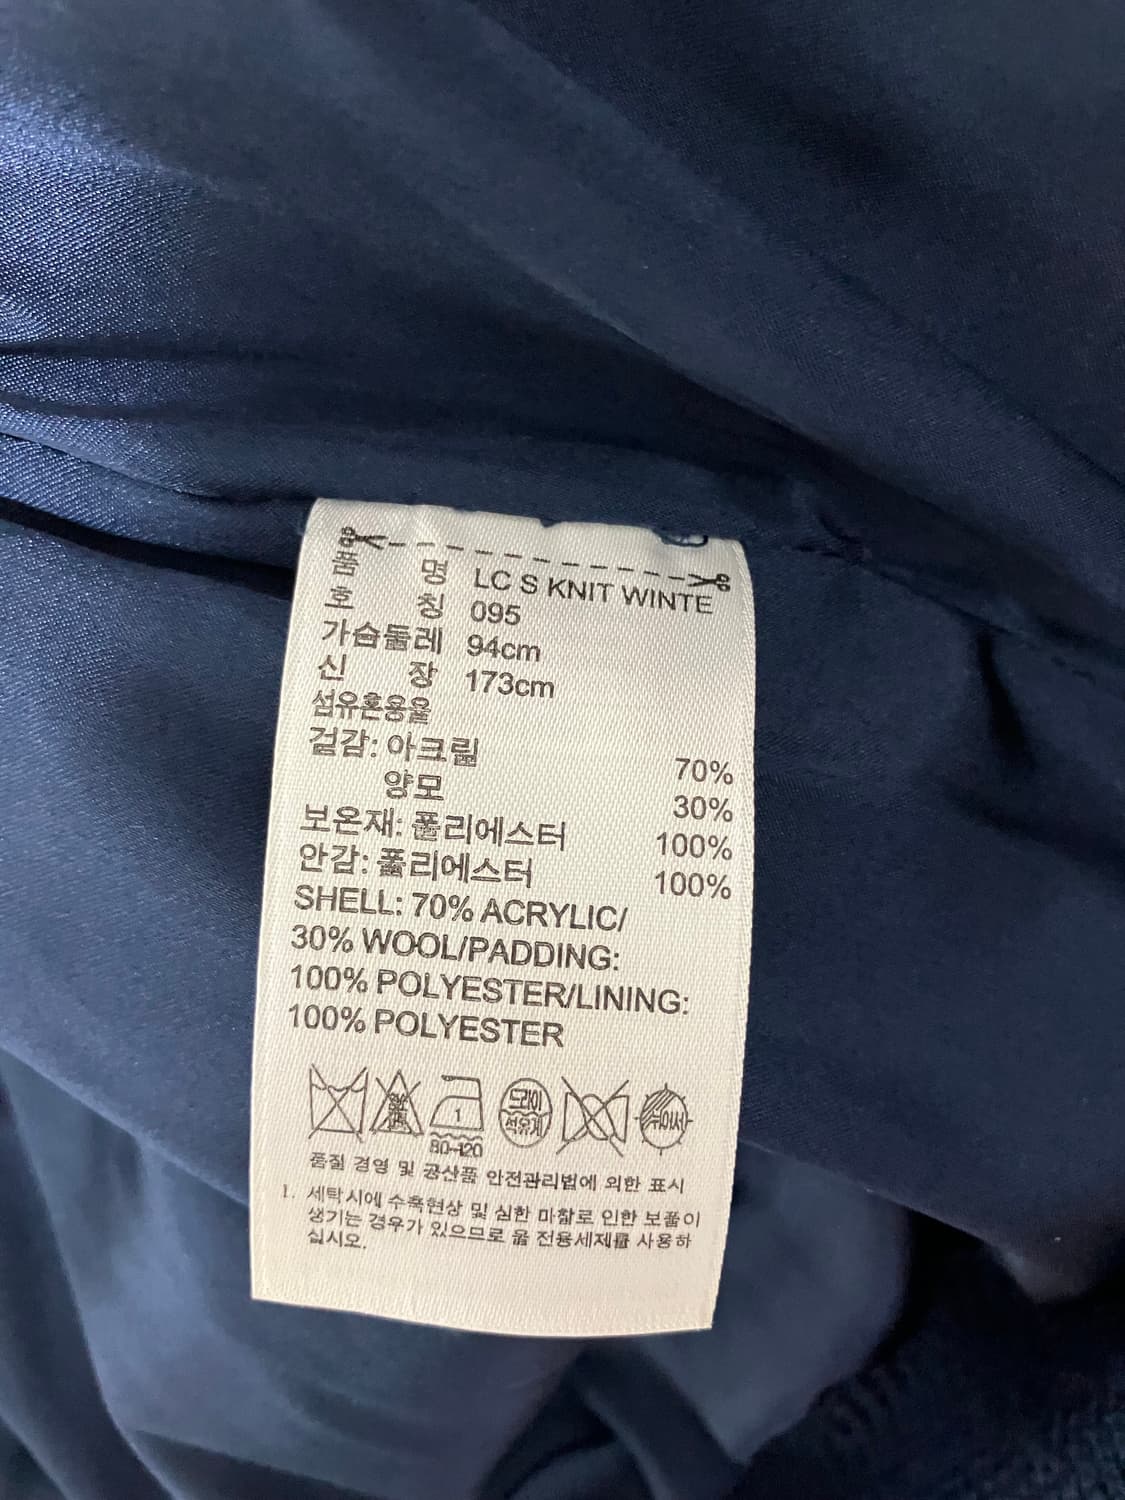 품 명 LC S KNIT WINTE
호 칭 095
가슴둘레 94cm
신 장 173cm
섬유혼용율
겉감: 아크릴 70%
양모 30%
보온재: 폴리에스터 100%
안감: 폴리에스터 100%
SHELL: 70% ACRYLIC/
30% WOOL/PADDING:
100% POLYESTER/LINING:
100% POLYESTER
1
80~120
드라이
석유계
뉘어서
품질 경영 및 공산품 안전관리법에 의한 표시
1. 세탁시에 수축현상 및 심한 마찰로 인한 보풀이
생기는 경우가 있으므로 울 전용세제를 사용하
십시오.